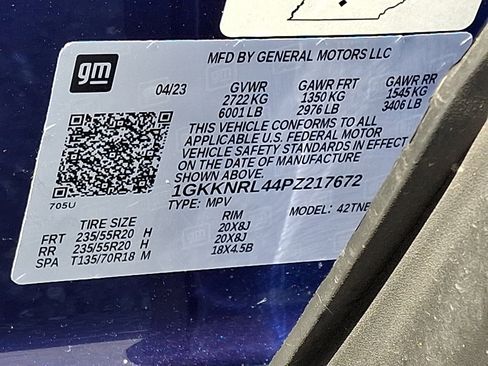 gm
MFD BY GENERAL MOTORS LLC
04/23 GVWR GAWR FRT GAWR RR
2722 KG 1350 KG 1545 KG
6001 LB 2976 LB 3406 LB
THIS VEHICLE CONFORMS TO ALL
APPLICABLE U.S. FEDERAL MOTOR
VEHICLE SAFETY STANDARDS IN EFFECT
ON THE DATE OF MANUFACTURE
SHOWN ABOVE.
1GKKNRL44PZ217672
705U
TYPE: MPV MODEL: 42TNE
TIRE SIZE RIM
FRT 235/55R20 H 20X8J
RR 235/55R20 H 20X8J
SPA T135/70R18 M 18X4.5B